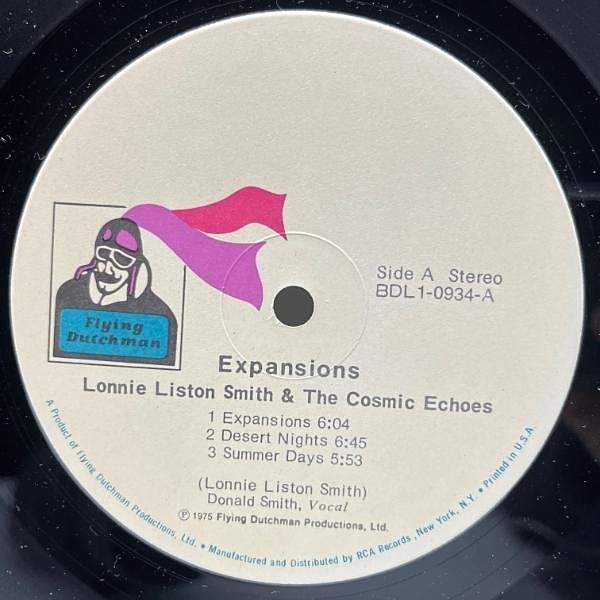 Side A Stereo
BDL1-0934-A
Flying
Dutchman
Expansions
Lonnie Liston Smith & The Cosmic Echoes
1 Expansions 6:04
2 Desert Nights 6:45
3 Summer Days 5:53
(Lonnie Liston Smith)
Donald Smith, Vocal
℗ 1975 Flying Dutchman Productions, Ltd.
A Product of Flying Dutchman Productions, Ltd. • Manufactured and Distributed by RCA Records, New York, N.Y. • Printed in U.S.A.